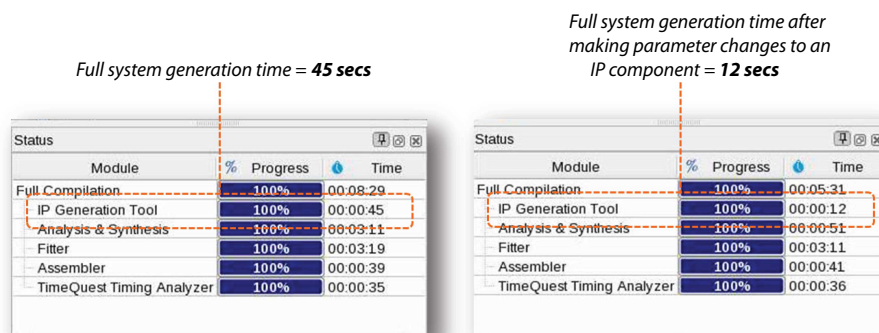 Full system generation time = 45 secs
Full system generation time after
making parameter changes to an
IP component = 12 secs
Status
Module % Progress Time
Full Compilation 100% 00:08:29
IP Generation Tool 100% 00:00:45
Analysis & Synthesis 100% 00:03:11
Fitter 100% 00:03:19
Assembler 100% 00:00:39
TimeQuest Timing Analyzer 100% 00:00:35
Status
Module % Progress Time
Full Compilation 100% 00:05:31
IP Generation Tool 100% 00:00:12
Analysis & Synthesis 100% 00:00:51
Fitter 100% 00:03:11
Assembler 100% 00:00:41
TimeQuest Timing Analyzer 100% 00:00:36